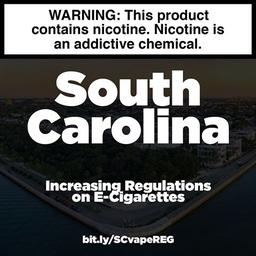 WARNING: This product
contains nicotine. Nicotine is
an addictive chemical.
South
Carolina
Increasing Regulations
on E-Cigarettes
bit.ly/SCvapeREG